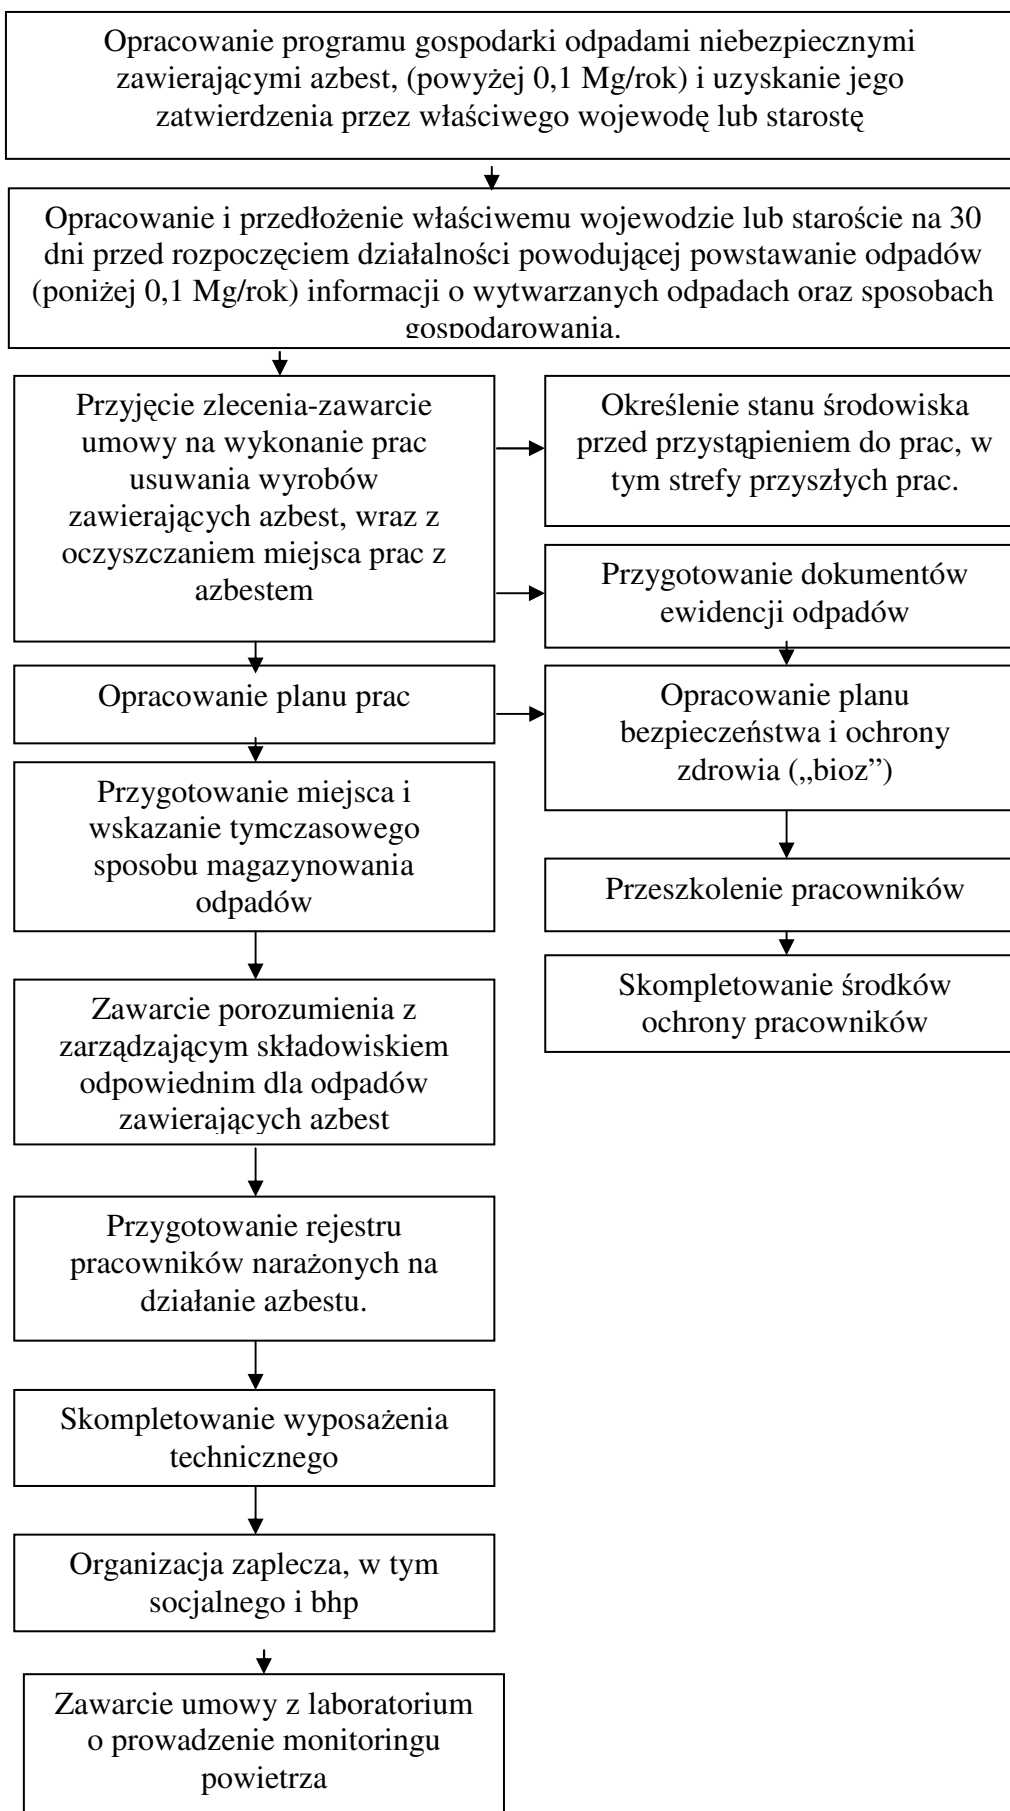 Opracowanie programu gospodarki odpadami niebezpiecznymi
zawierającymi azbest, (powyżej 0,1 Mg/rok) i uzyskanie jego
zatwierdzenia przez właściwego wojewodę lub starostę
Opracowanie i przedłożenie właściwemu wojewodzie lub staroście na 30
dni przed rozpoczęciem działalności powodującej powstawanie odpadów
(poniżej 0,1 Mg/rok) informacji o wytwarzanych odpadach oraz sposobach
gospodarowania.
Przyjęcie zlecenia-zawarcie
umowy na wykonanie prac
usuwania wyrobów
zawierających azbest, wraz z
oczyszczaniem miejsca prac z
azbestem
Określenie stanu środowiska
przed przystąpieniem do prac, w
tym strefy przyszłych prac.
Przygotowanie dokumentów
ewidencji odpadów
Opracowanie planu prac
Opracowanie planu
bezpieczeństwa i ochrony
zdrowia („bioz”)
Przygotowanie miejsca i
wskazanie tymczasowego
sposobu magazynowania
odpadów
Przeszkolenie pracowników
Skompletowanie środków
ochrony pracowników
Zawarcie porozumienia z
zarządzającym składowiskiem
odpowiednim dla odpadów
zawierających azbest
Przygotowanie rejestru
pracowników narażonych na
działanie azbestu.
Skompletowanie wyposażenia
technicznego
Organizacja zaplecza, w tym
socjalnego i bhp
Zawarcie umowy z laboratorium
o prowadzenie monitoringu
powietrza